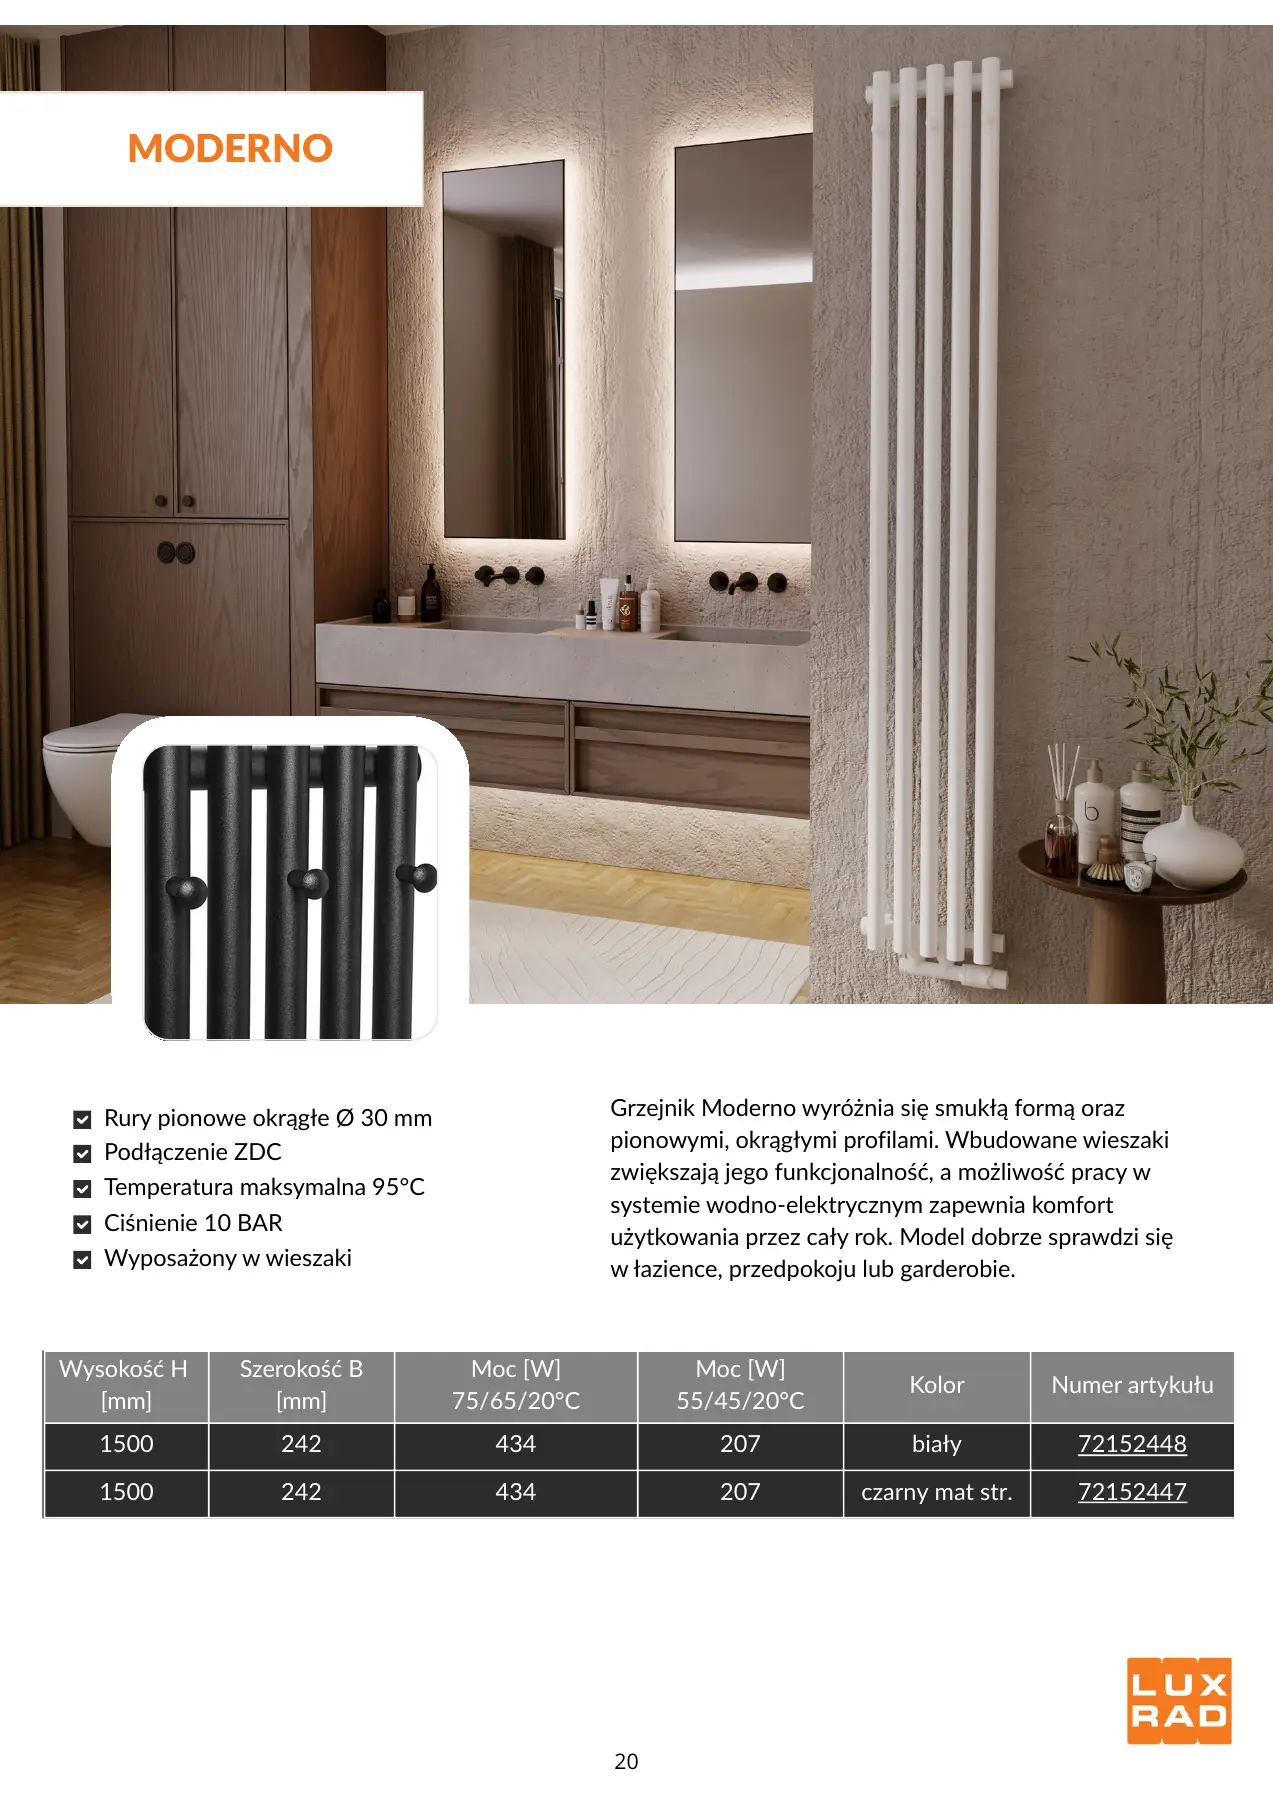 MODERNO
b
Rury pionowe okrągłe Ø 30 mm
Podłączenie ZDC
Temperatura maksymalna 95°C
Ciśnienie 10 BAR
Wyposażony w wieszaki
Grzejnik Moderno wyróżnia się smukłą formą oraz
pionowymi, okrągłymi profilami. Wbudowane wieszaki
zwiększają jego funkcjonalność, a możliwość pracy w
systemie wodno-elektrycznym zapewnia komfort
użytkowania przez cały rok. Model dobrze sprawdzi się
w łazience, przedpokoju lub garderobie.
Wysokość H [mm] Szerokość B [mm] Moc [W] 75/65/20°C Moc [W] 55/45/20°C Kolor Numer artykułu
1500 242 434 207 biały 72152448
1500 242 434 207 czarny mat str. 72152447
LUX
RAD
20